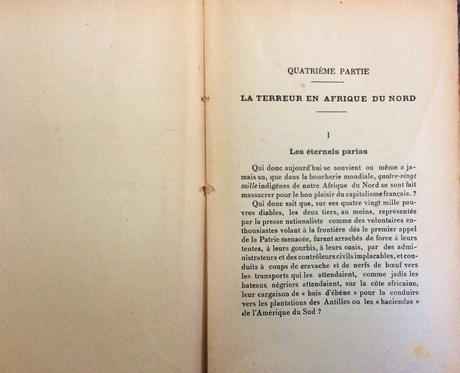 QUATRIÈME PARTIE
LA TERREUR EN AFRIQUE DU NORD
I
Les éternels parias
Qui donc aujourd'hui se souvient ou même a ja-
mais su, que dans la boucherie mondiale, quatre-vingt
mille indigènes de notre Afrique du Nord se sont fait
massacrer pour le bon plaisir du capitalisme français. ?
Qui donc sait que, sur ces quatre vingt mille pau-
vres diables, les deux tiers, au moins, représentés
par la presse nationaliste comme des volontaires en-
thousiastes volant à la frontière dès le premier appel
de la Patrie menacée, furent arrachés de force à leurs
tentes, à leurs gourbis, à leurs oasis, par des admi-
nistrateurs et des contrôleurs civils implacables, et con-
duits à coups de cravache et de nerfs de bœuf vers
les transports qui les attendaient, comme jadis les
bateaux négriers attendaient, sur la côte africaine,
leur cargaison de « bois d'ébène » pour la conduire
vers les plantations des Antilles ou les « haciendas »
de l'Amérique du Sud ?